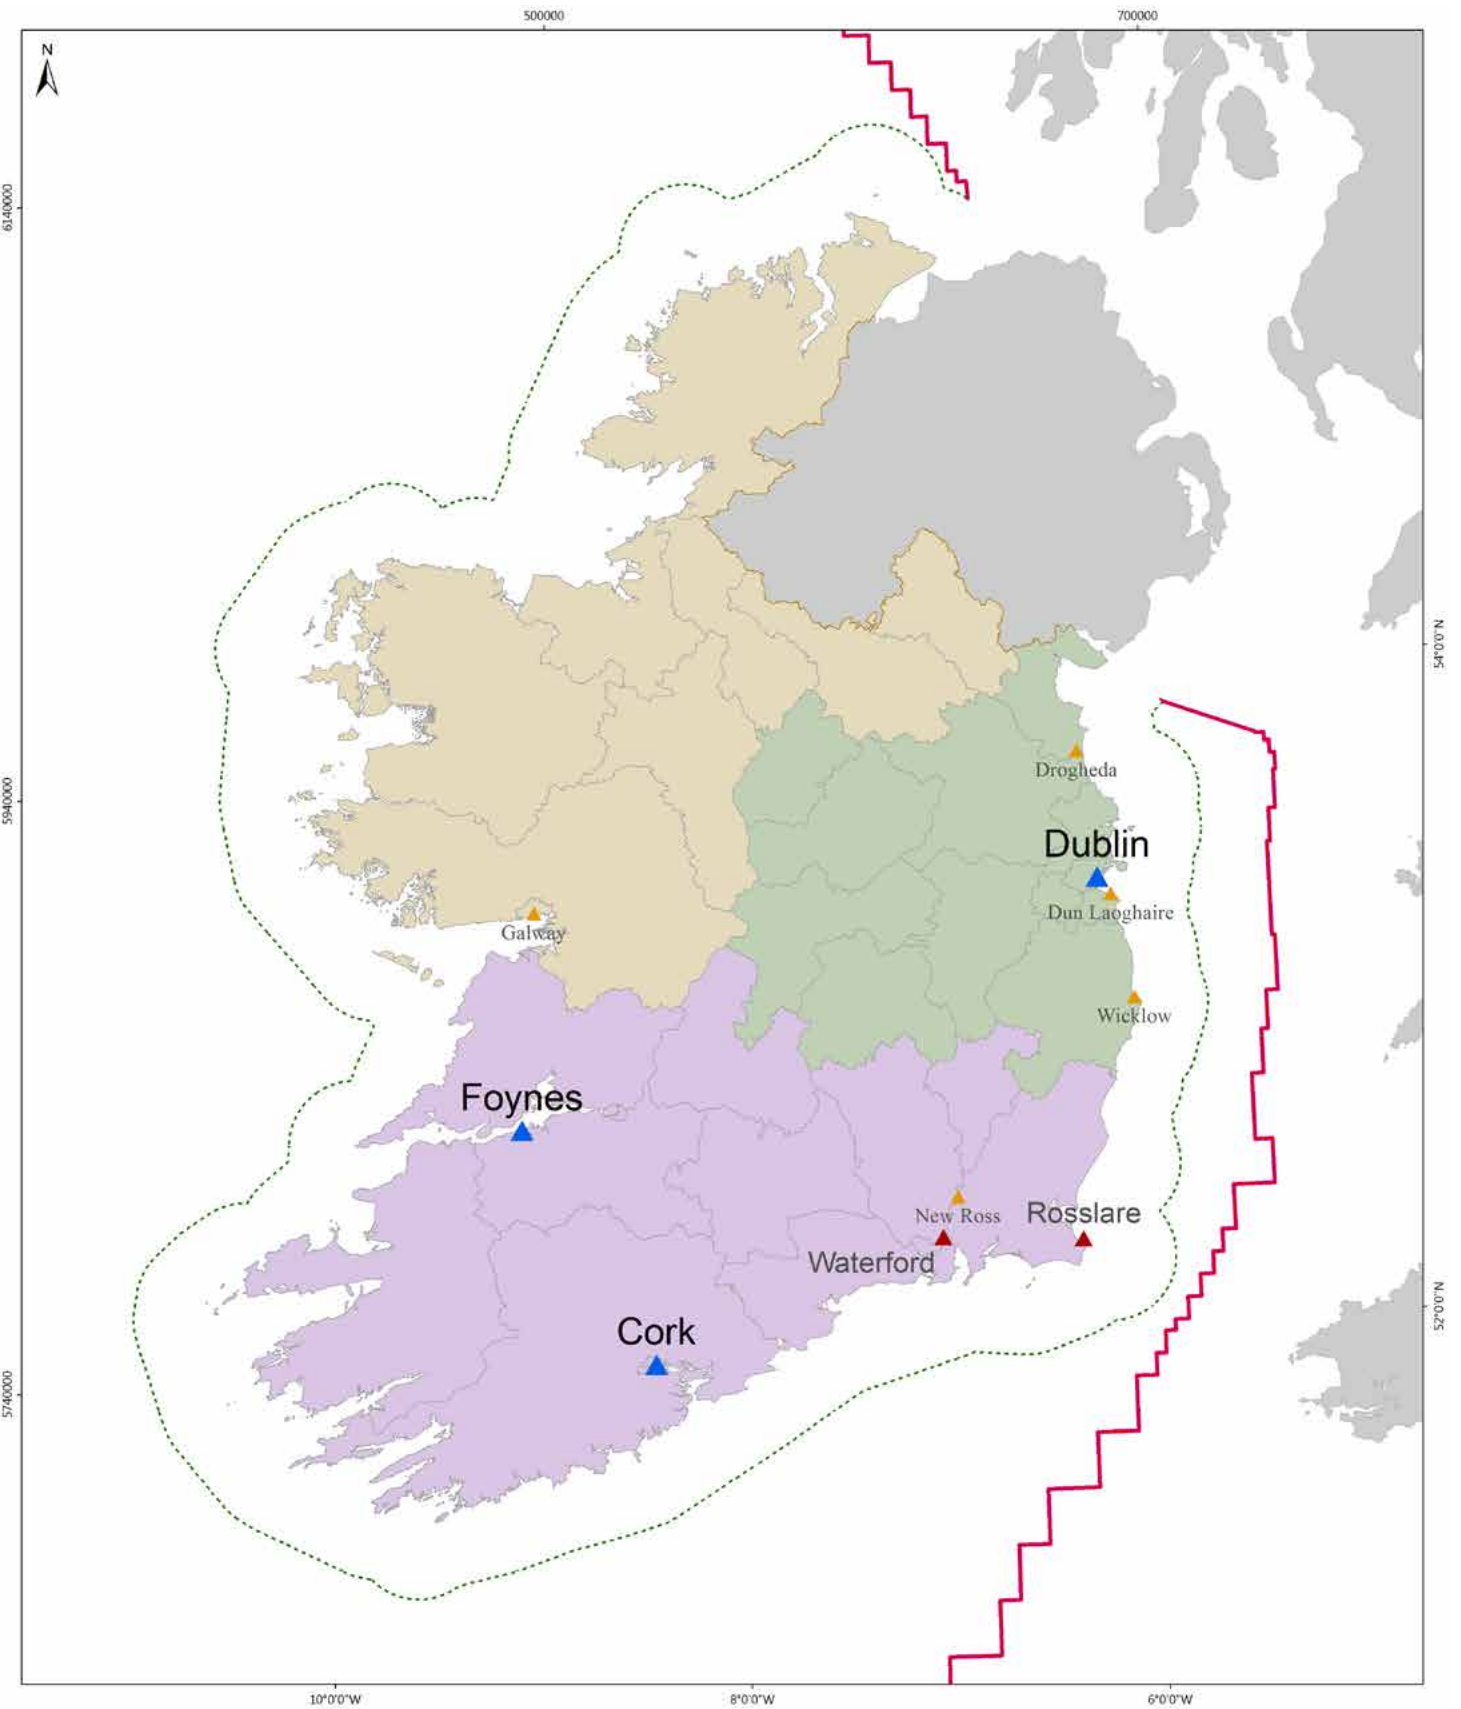 500000
700000
N
6140000
54°0'0"N
Drogheda
5940000
Dublin
Dun Laoghaire
Galway
Wicklow
Foynes
New Ross
Rosslare
Waterford
52°0'0"N
Cork
5740000
10°0'0"W
8°0'0"W
6°0'0"W